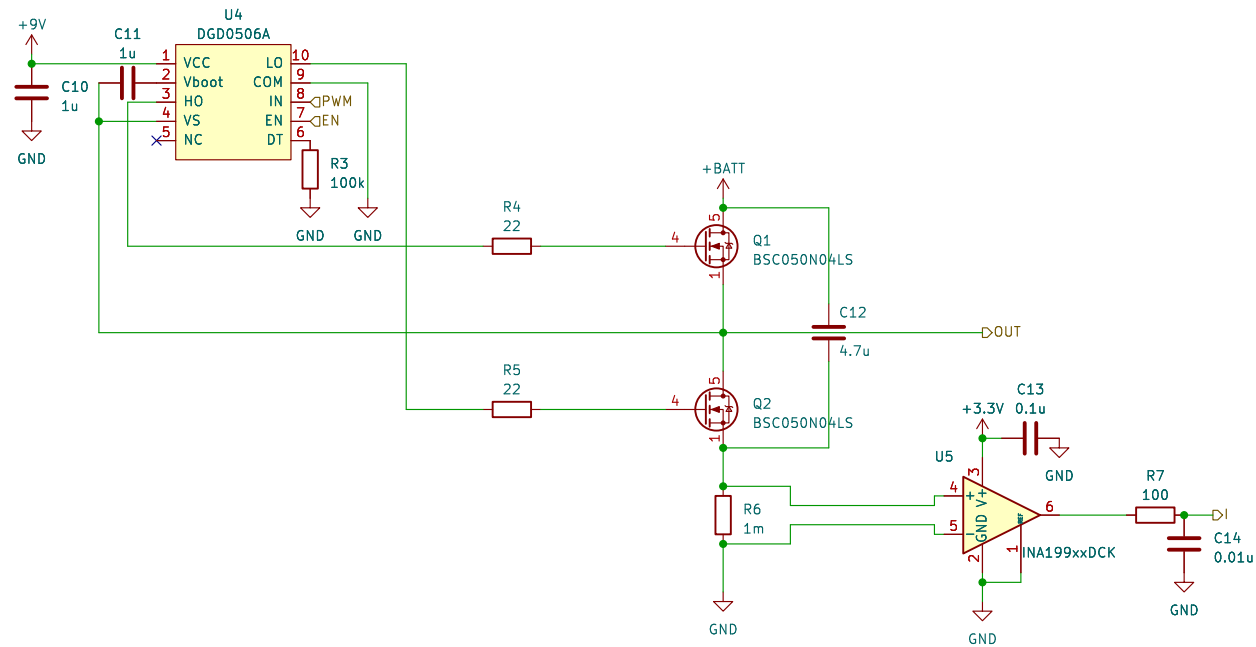 +9V
C10
1u
GND
C11
1u
U4
DGD0506A
1 VCC
2 Vboot
3 HO
4 VS
5 NC
LO 10
COM 9
IN 8 PWM
EN 7 EN
DT 6
R3
100k
GND
GND
R4
22
+BATT
5
4
1
Q1
BSC050N04LS
C12
4.7u
OUT
R5
22
5
4
1
Q2
BSC050N04LS
R6
1m
GND
C13
0.1u
+3.3V
GND
U5
3
4
5
6
2
1
+
-
V+
GND
REF
INA199xxDCK
GND
R7
100
I
C14
0.01u
GND